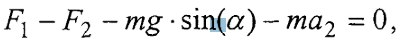 F₁ − F₂ − mg · sin(α) − ma₂ = 0,